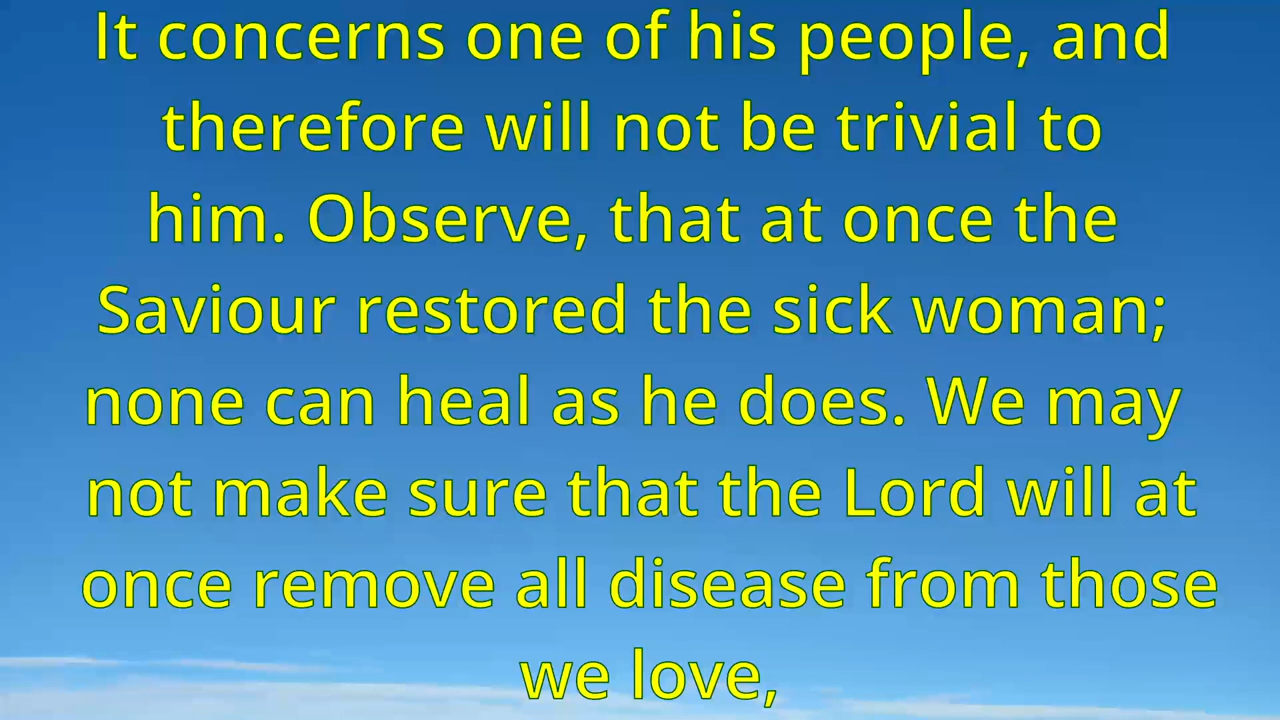 It concerns one of his people, and
therefore will not be trivial to
him. Observe, that at once the
Saviour restored the sick woman;
none can heal as he does. We may
not make sure that the Lord will at
once remove all disease from those
we love,